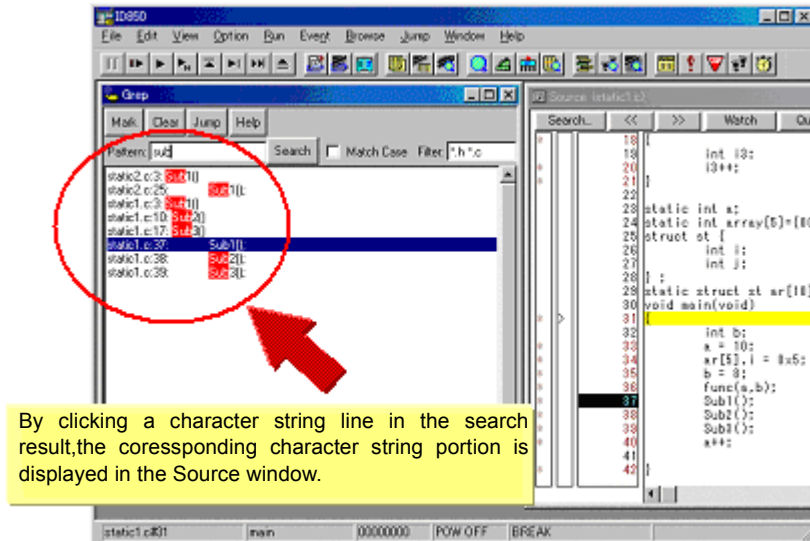 ID850
File Edit View Option Run Event Browse Jump Window Help
Grep
Mark Clear Jump Help
Pattern: sub Search Match Case Filter: *.h *.c
static2.c:3: Sub1()
static2.c:25: Sub1();
static1.c:3: Sub1()
static1.c:10: Sub2()
static1.c:17: Sub3()
static1.c:37: Sub1();
static1.c:38: Sub2();
static1.c:39: Sub3();
By clicking a character string line in the search
result,the coressponding character string portion is
displayed in the Source window.
Source (static1.c)
Search... << >> Watch Qu
18 {
19 int i3;
20 i3++;
21 }
22
23 static int a;
24 static int array[5]={
25 struct st {
26 int i;
27 int j;
28 } ;
29 static struct st ar[10]
30 void main(void)
31 {
32 int b;
33 a = 10;
34 ar[5].i = 0x5;
35 b = 8;
36 func(a,b);
37 Sub1();
38 Sub2();
39 Sub3();
40 a++;
41
42 }
static1.c#31 main 00000000 POW OFF BREAK